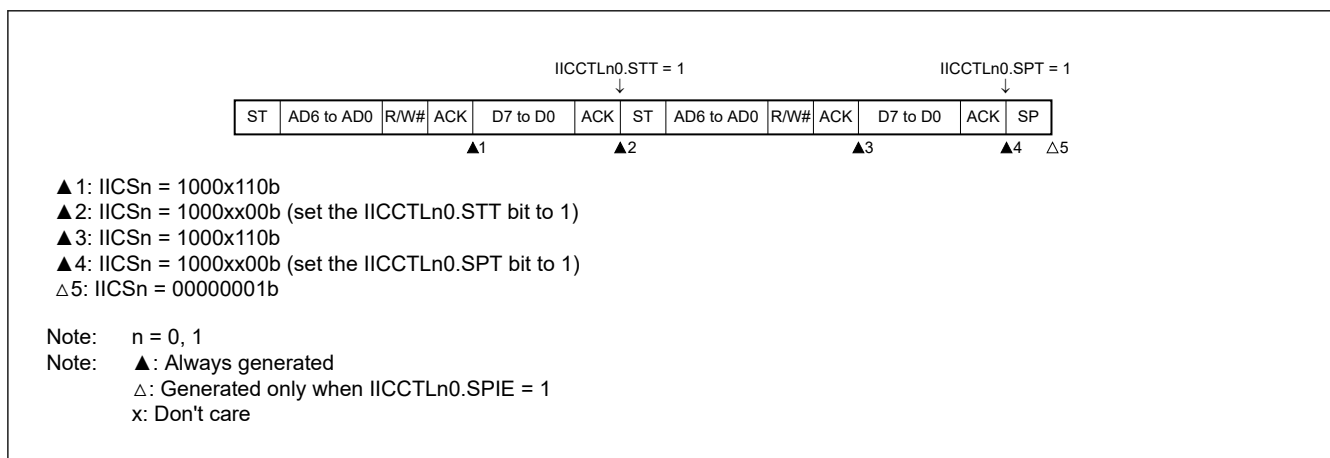 IICCTLn0.STT = 1 IICCTLn0.SPT = 1
↓ ↓
ST AD6 to AD0 R/W# ACK D7 to D0 ACK ST AD6 to AD0 R/W# ACK D7 to D0 ACK SP
▲1 ▲2 ▲3 ▲4 △5
▲1: IICSn = 1000x110b
▲2: IICSn = 1000xx00b (set the IICCTLn0.STT bit to 1)
▲3: IICSn = 1000x110b
▲4: IICSn = 1000xx00b (set the IICCTLn0.SPT bit to 1)
△5: IICSn = 00000001b
Note: n = 0, 1
Note: ▲: Always generated
△: Generated only when IICCTLn0.SPIE = 1
x: Don't care